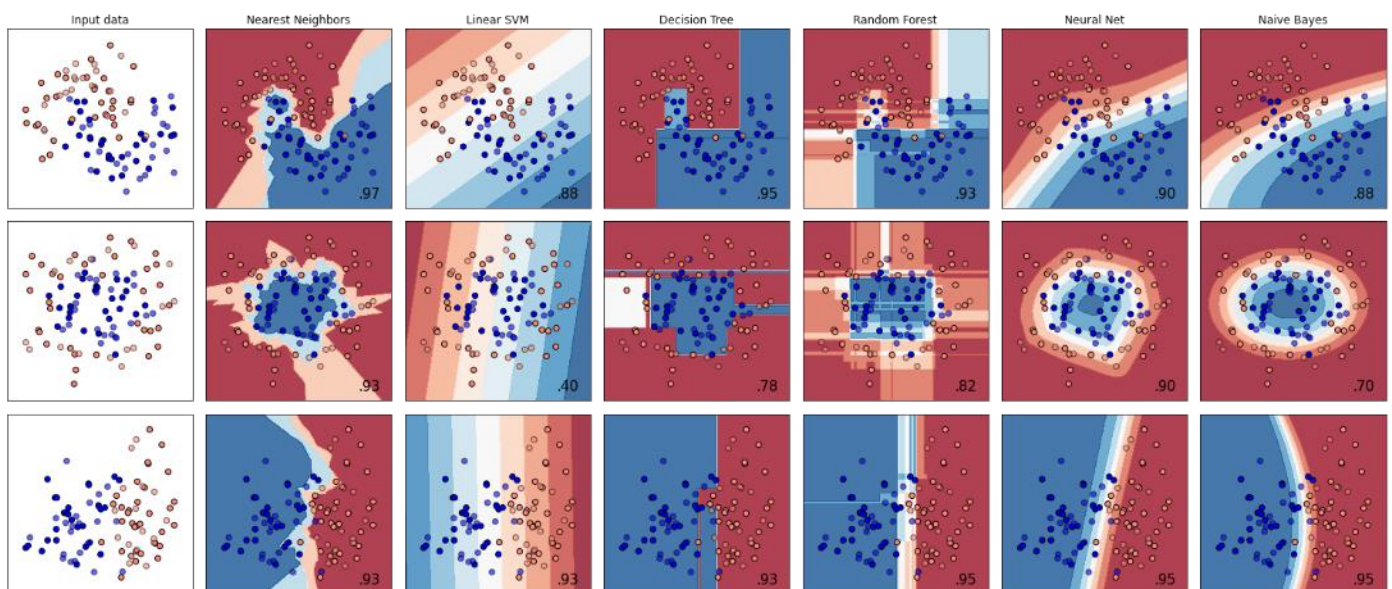 Input data Nearest Neighbors Linear SVM Decision Tree Random Forest Neural Net Naive Bayes
.97 .88 .95 .93 .90 .88
.93 .40 .78 .82 .90 .70
.93 .93 .93 .95 .95 .95